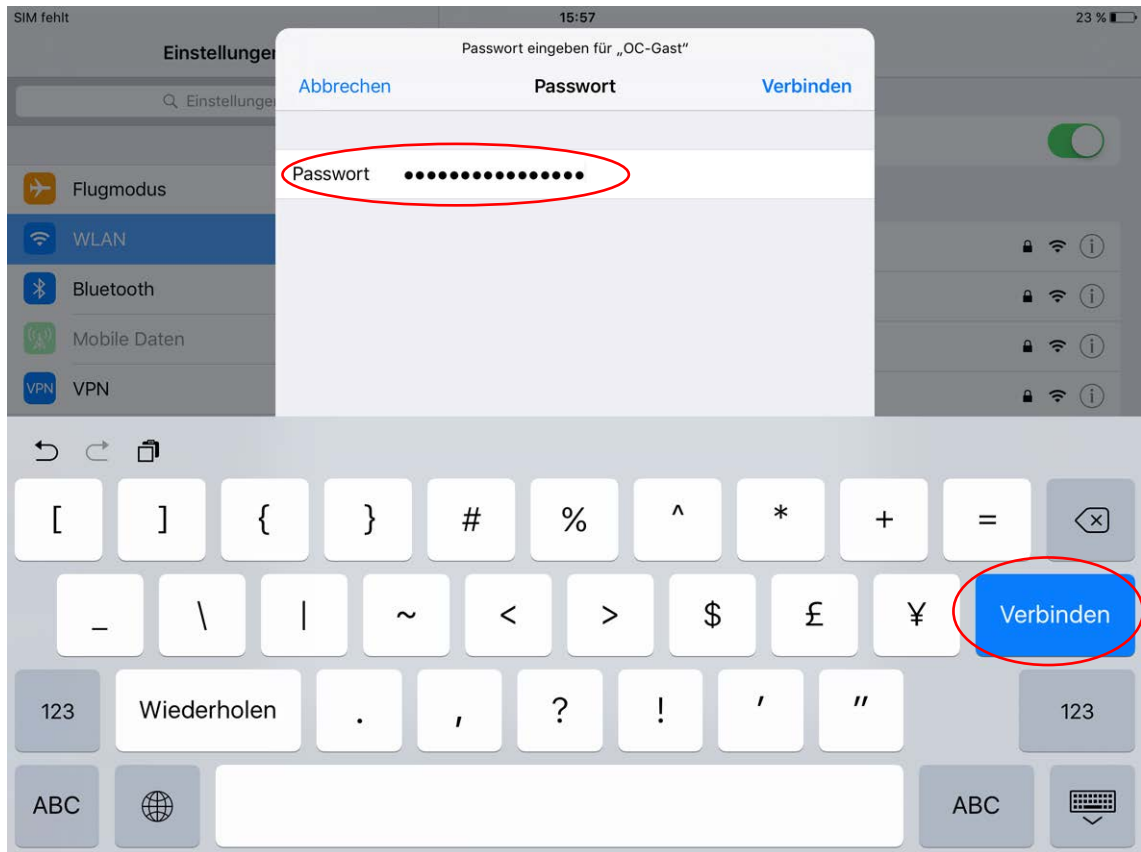 SIM fehlt 15:57 23 %
Einstellungen Passwort eingeben für „OC-Gast"
Abbrechen Passwort Verbinden
Einstellungen
Passwort ••••••••••••••••
Flugmodus
WLAN
Bluetooth
Mobile Daten
VPN VPN
[ ] { } # % ^ * + =
_ \ | ~ < > $ £ ¥ Verbinden
123 Wiederholen . , ? ! ' " 123
ABC ABC